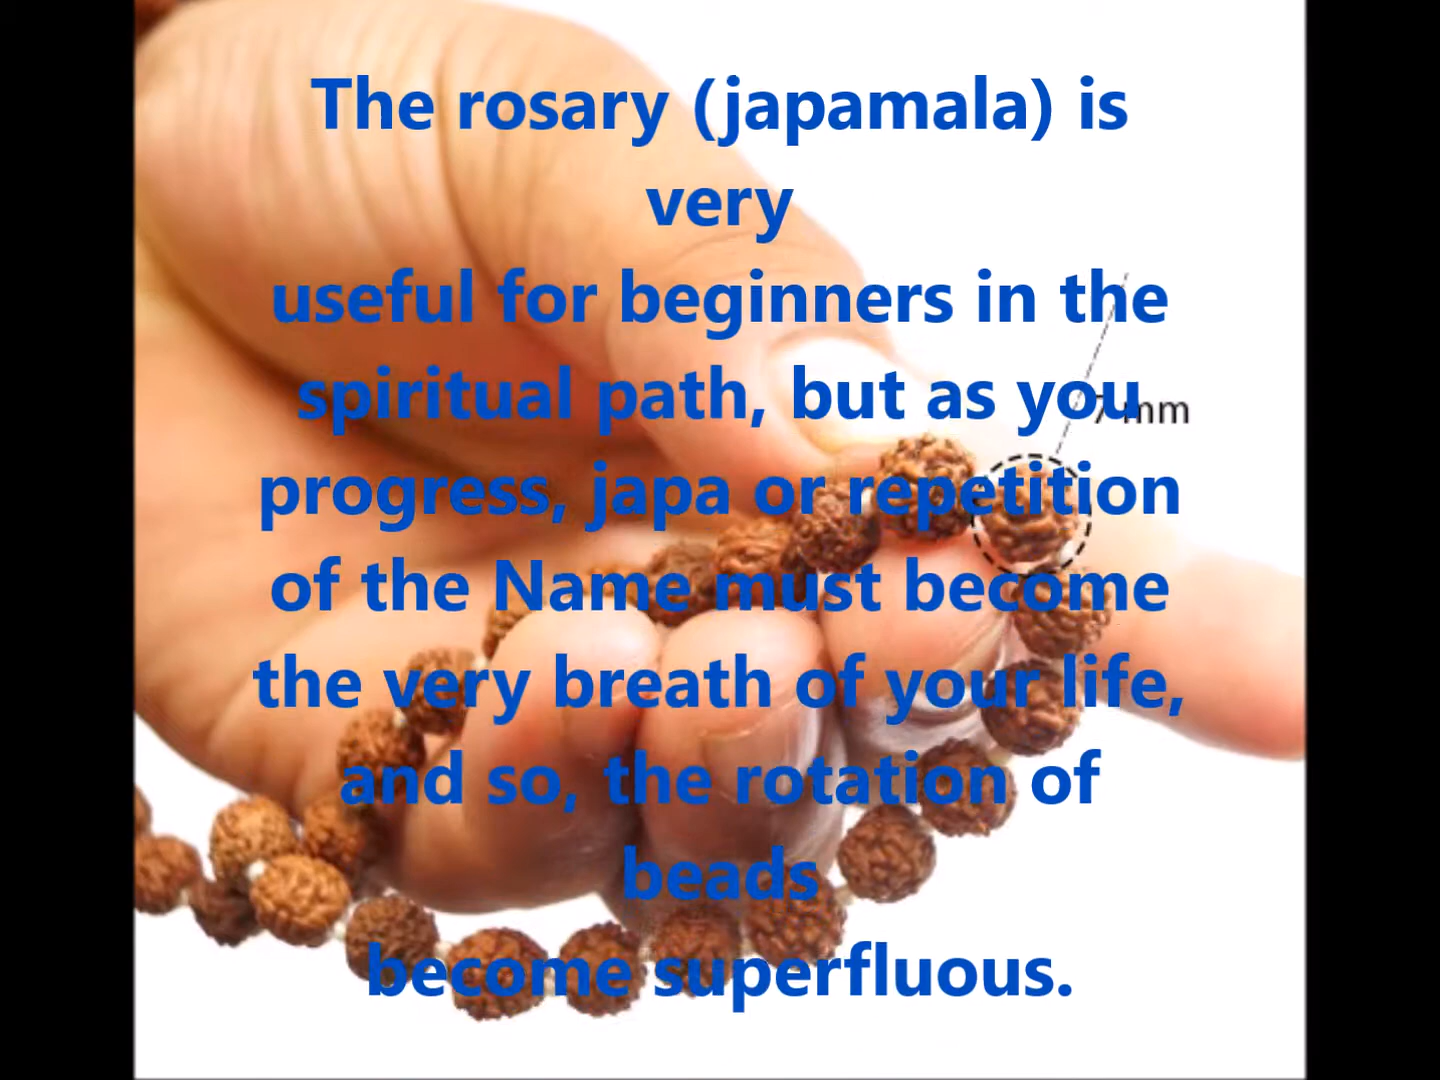 The rosary (japamala) is
very
useful for beginners in the
spiritual path, but as you
7 mm
progress, japa or repetition
of the Name must become
the very breath of your life,
and so, the rotation of
beads
become superfluous.